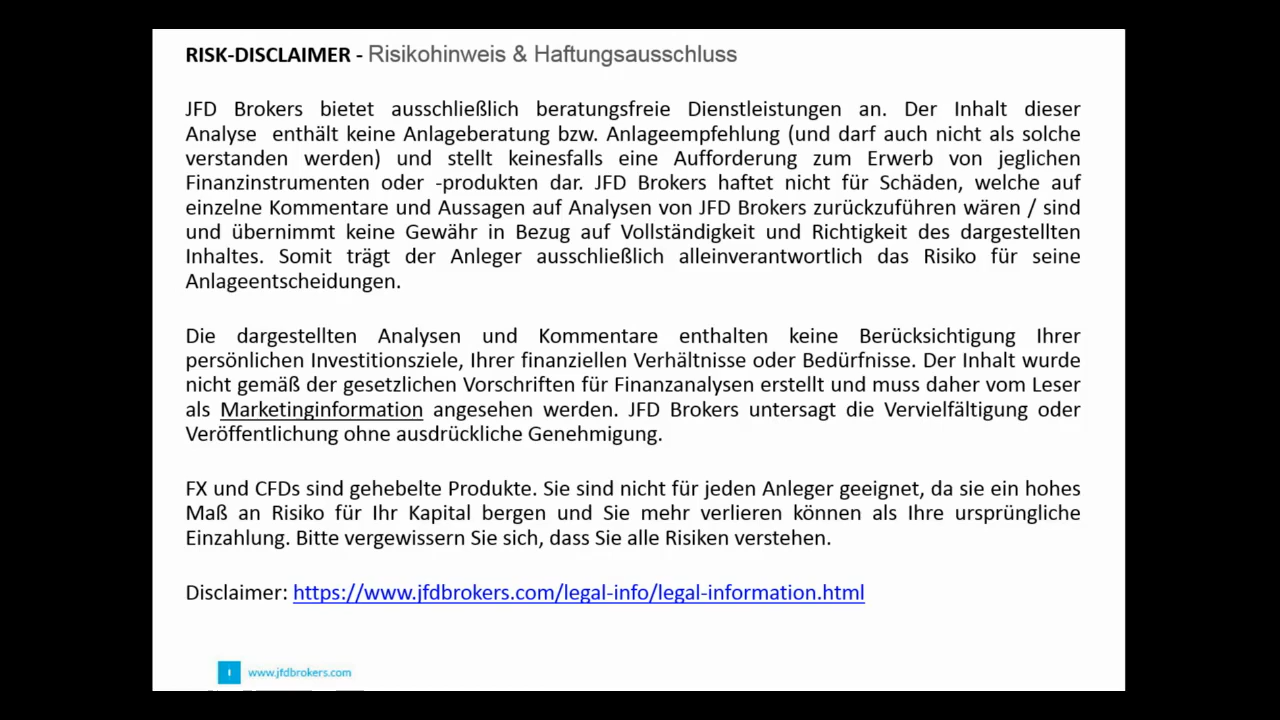 RISK-DISCLAIMER - Risikohinweis & Haftungsausschluss
JFD Brokers bietet ausschließlich beratungsfreie Dienstleistungen an. Der Inhalt dieser
Analyse enthält keine Anlageberatung bzw. Anlageempfehlung (und darf auch nicht als solche
verstanden werden) und stellt keinesfalls eine Aufforderung zum Erwerb von jeglichen
Finanzinstrumenten oder -produkten dar. JFD Brokers haftet nicht für Schäden, welche auf
einzelne Kommentare und Aussagen auf Analysen von JFD Brokers zurückzuführen wären / sind
und übernimmt keine Gewähr in Bezug auf Vollständigkeit und Richtigkeit des dargestellten
Inhaltes. Somit trägt der Anleger ausschließlich alleinverantwortlich das Risiko für seine
Anlageentscheidungen.
Die dargestellten Analysen und Kommentare enthalten keine Berücksichtigung Ihrer
persönlichen Investitionsziele, Ihrer finanziellen Verhältnisse oder Bedürfnisse. Der Inhalt wurde
nicht gemäß der gesetzlichen Vorschriften für Finanzanalysen erstellt und muss daher vom Leser
als Marketinginformation angesehen werden. JFD Brokers untersagt die Vervielfältigung oder
Veröffentlichung ohne ausdrückliche Genehmigung.
FX und CFDs sind gehebelte Produkte. Sie sind nicht für jeden Anleger geeignet, da sie ein hohes
Maß an Risiko für Ihr Kapital bergen und Sie mehr verlieren können als Ihre ursprüngliche
Einzahlung. Bitte vergewissern Sie sich, dass Sie alle Risiken verstehen.
Disclaimer: https://www.jfdbrokers.com/legal-info/legal-information.html
I www.jfdbrokers.com